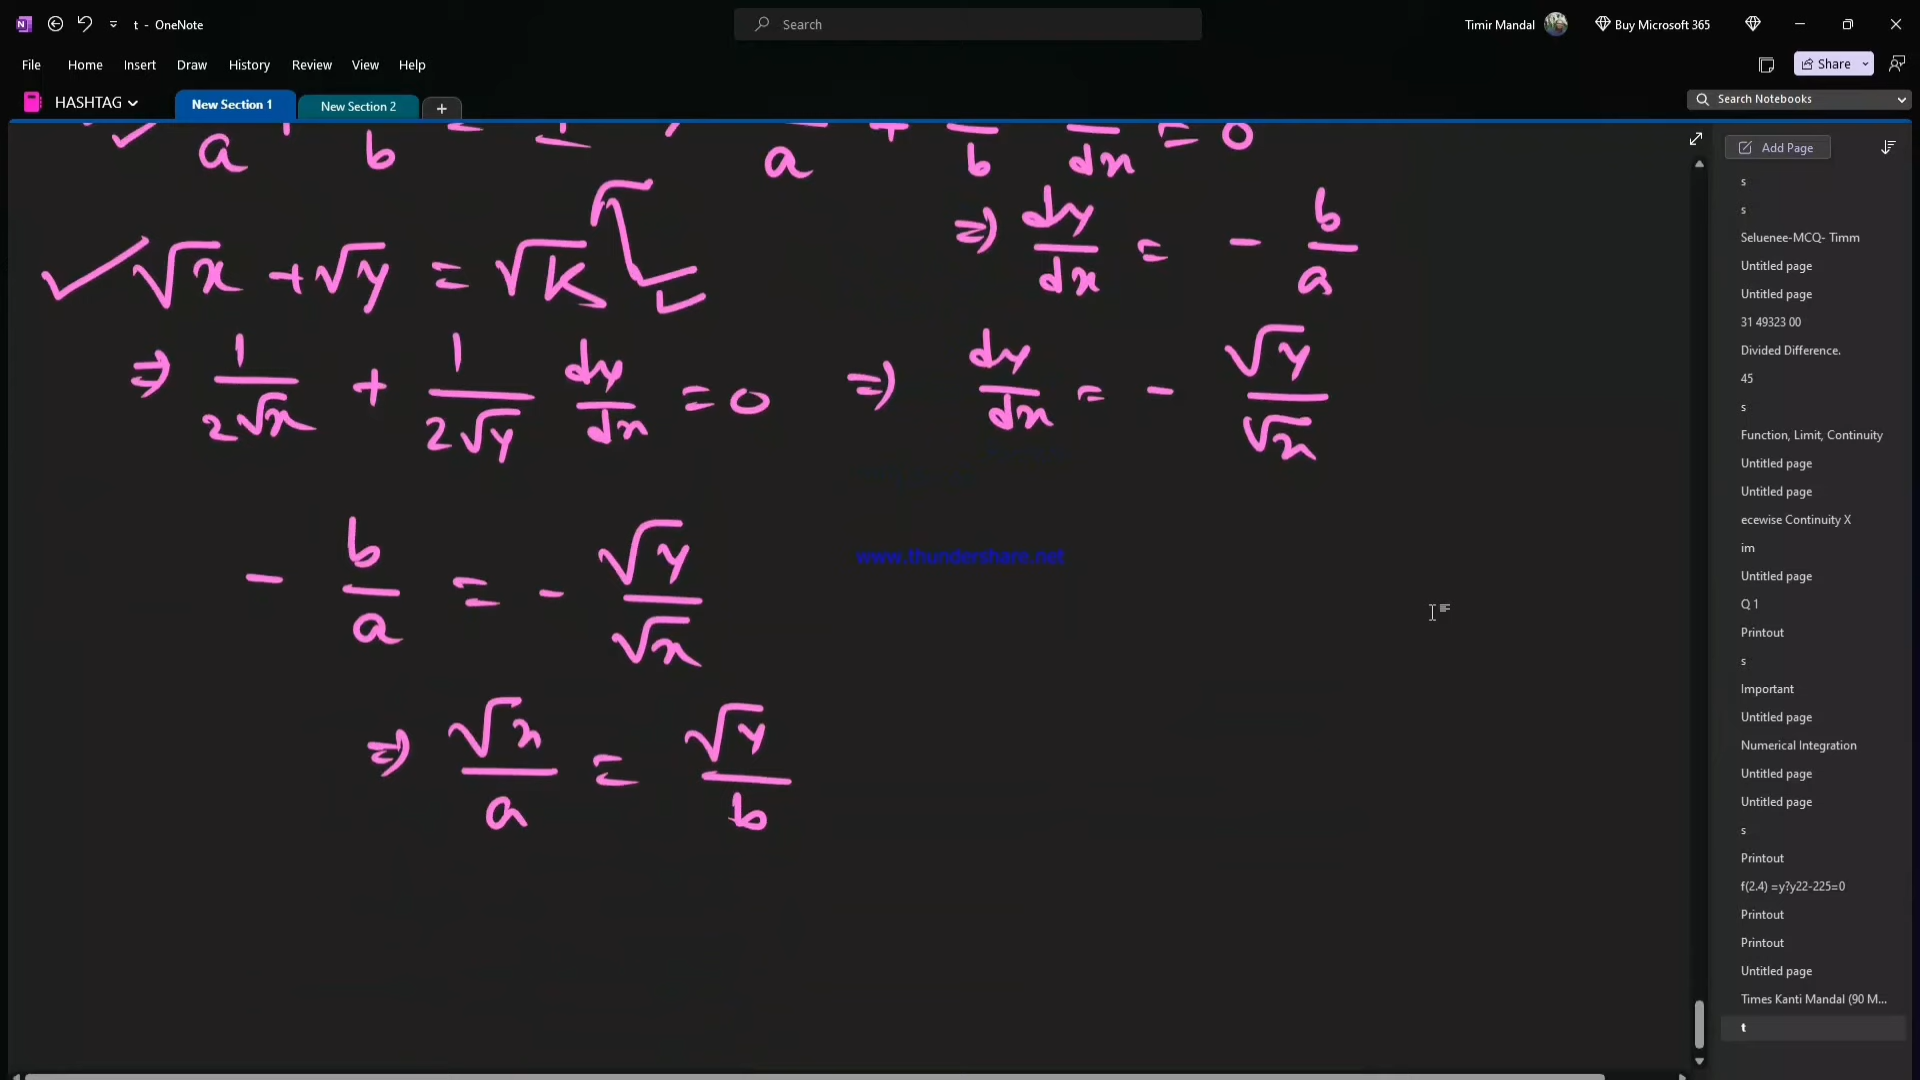 t - OneNote
Search
Timir Mandal
Buy Microsoft 365
File Home Insert Draw History Review View Help
Share
HASHTAG
New Section 1
New Section 2
+
Search Notebooks
Add Page
a b 1 a + b dx = 0
√x + √y = √K
=> dy/dx = - b/a
=> 1/2√x + 1/2√y dy/dx = 0 => dy/dx = - √y/√x
- b/a = - √y/√x
=> √x/a = √y/b
www.thundershare.net
s
s
Seluenee-MCQ- Timm
Untitled page
Untitled page
31 49323 00
Divided Difference.
45
s
Function, Limit, Continuity
Untitled page
Untitled page
ecewise Continuity X
im
Untitled page
Q 1
Printout
s
Important
Untitled page
Numerical Integration
Untitled page
Untitled page
s
Printout
f(2.4) =y?y22-225=0
Printout
Printout
Untitled page
Times Kanti Mandal (90 M...
t